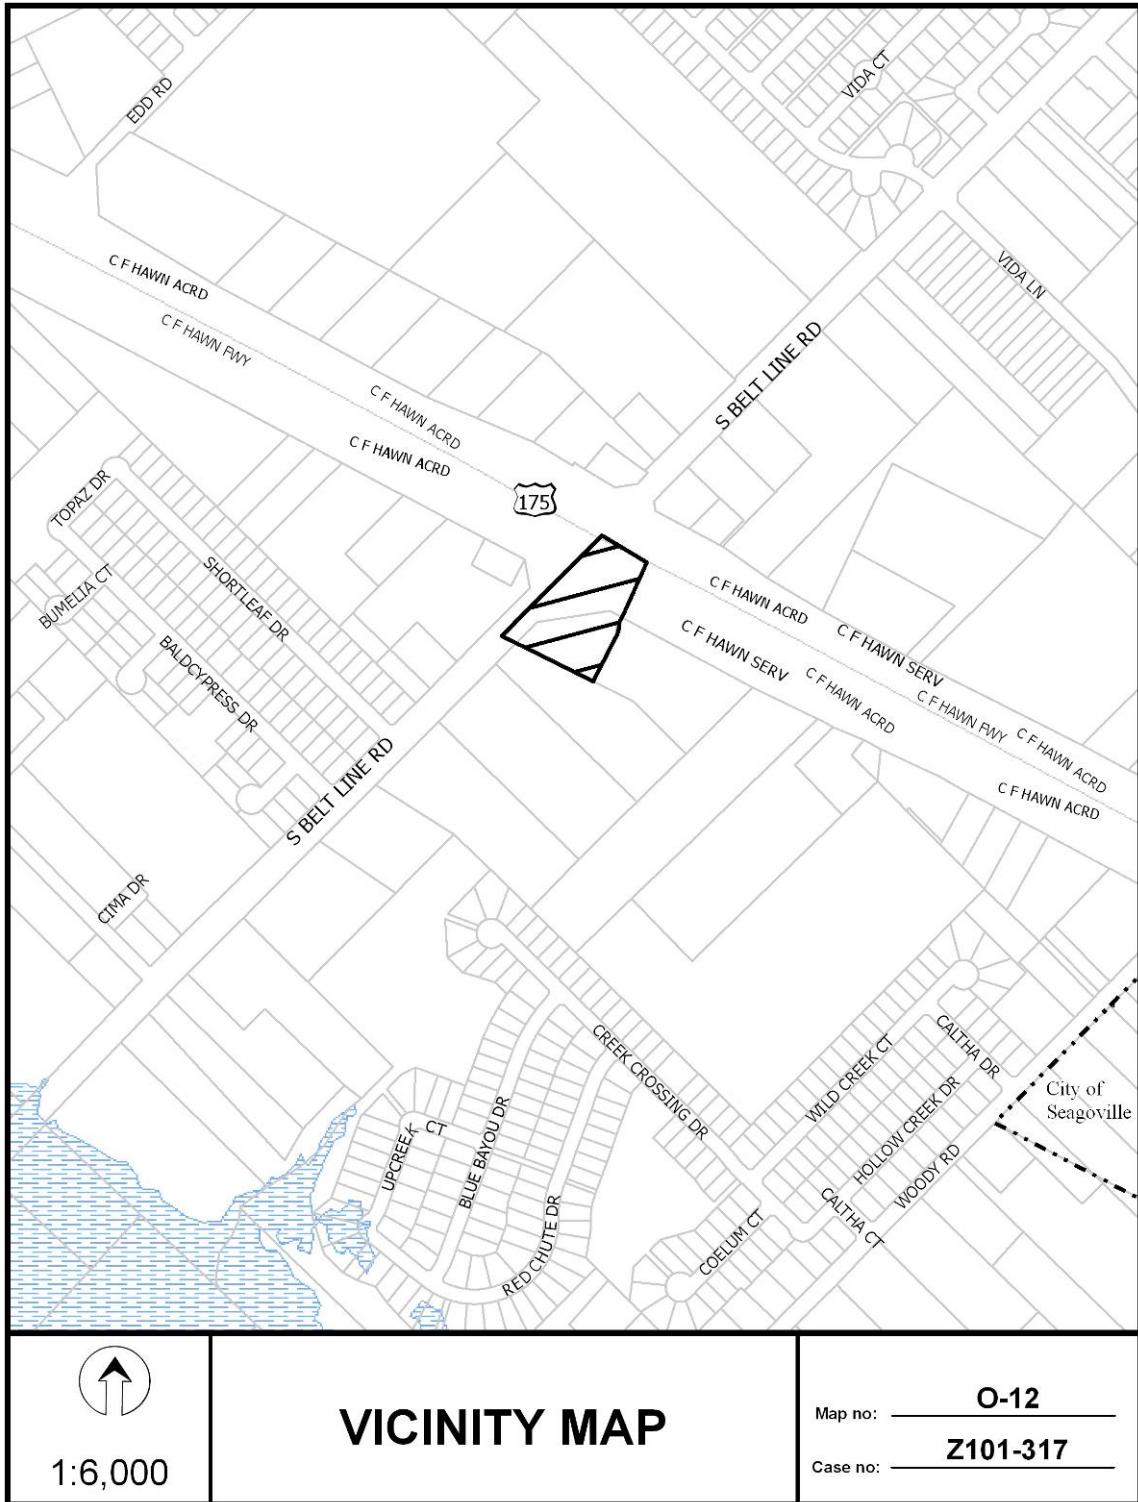 EDD RD
VIDA CT
VIDA LN
C F HAWN ACRD
C F HAWN FWY
C F HAWN ACRD
C F HAWN ACRD
S BELT LINE RD
175
TOPAZ DR
SHORTLEAF DR
BUMELIA CT
BALDCYPRESS DR
C F HAWN ACRD
C F HAWN SERV
C F HAWN SERV
C F HAWN ACRD
C F HAWN FWY
C F HAWN ACRD
C F HAWN ACRD
S BELT LINE RD
CIMA DR
CREEK CROSSING DR
WILD CREEK CT
CALTHA DR
HOLLOW CREEK DR
WOODY RD
City of
Seagoville
UPCREEK CT
BLUE BAYOU DR
RED CHUTE DR
COELUM CT
CALTHA CT
1:6,000
VICINITY MAP
Map no: O-12
Case no: Z101-317